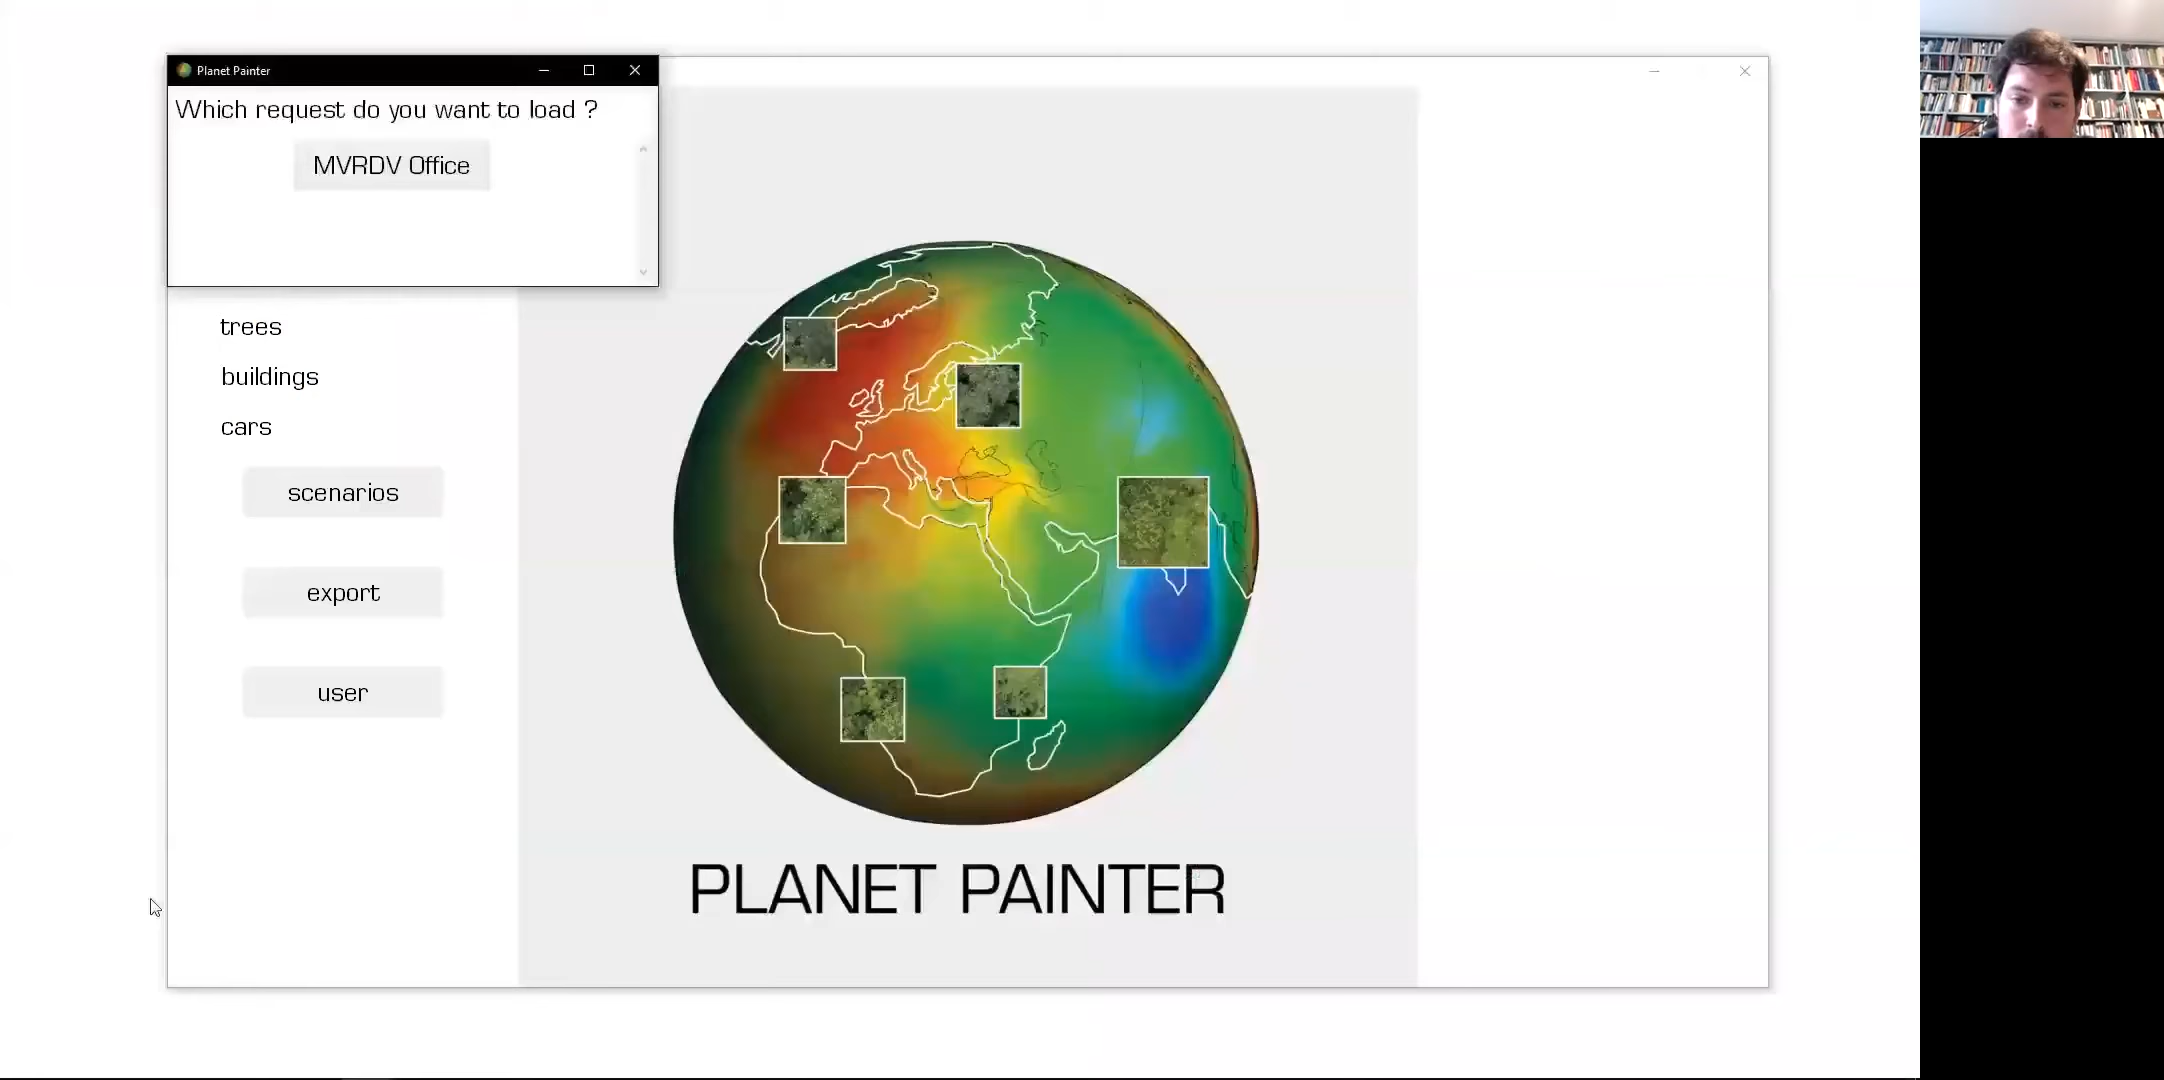 Planet Painter
Which request do you want to load ?
MVRDV Office
trees
buildings
cars
scenarios
export
user
PLANET PAINTER